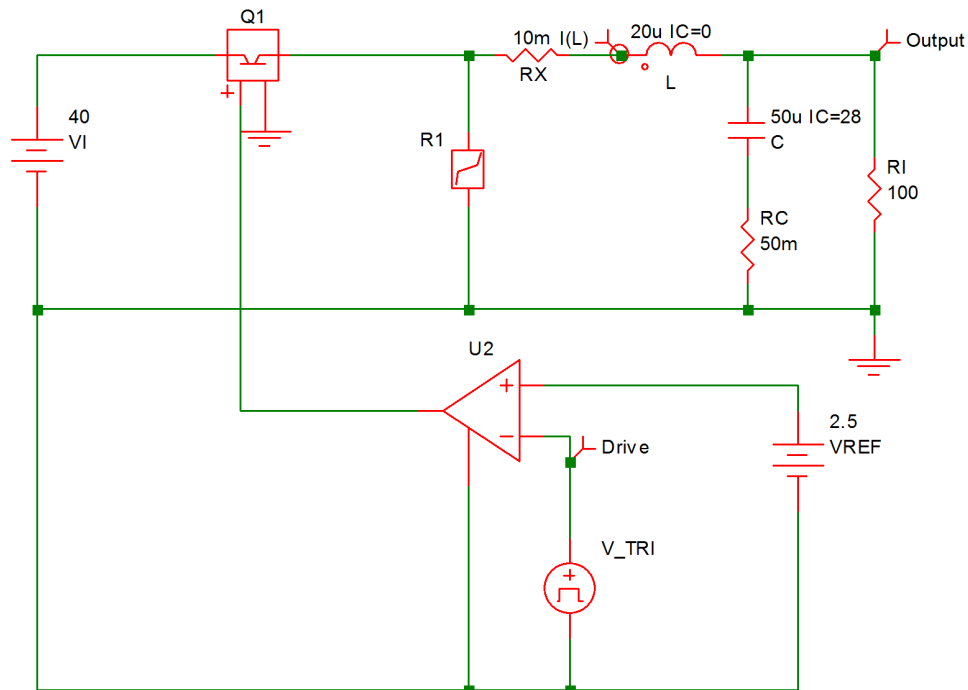 Q1
10m I(L)
20u IC=0
Output
RX
L
40
VI
+
R1
50u IC=28
C
RI
100
RC
50m
U2
+
−
2.5
VREF
Drive
V_TRI
+